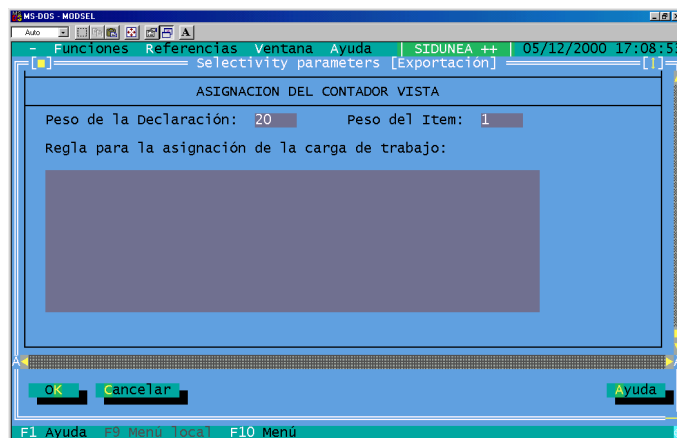 MS-DOS - MODSEL
Auto
A
- Funciones Referencias Ventana Ayuda | SIDUNEA ++ | 05/12/2000 17:08:5
Selectivity parameters [Exportación]
ASIGNACION DEL CONTADOR VISTA
Peso de la Declaración: 20 Peso del Item: 1
Regla para la asignación de la carga de trabajo:
OK Cancelar Ayuda
F1 Ayuda F9 Menú local F10 Menú